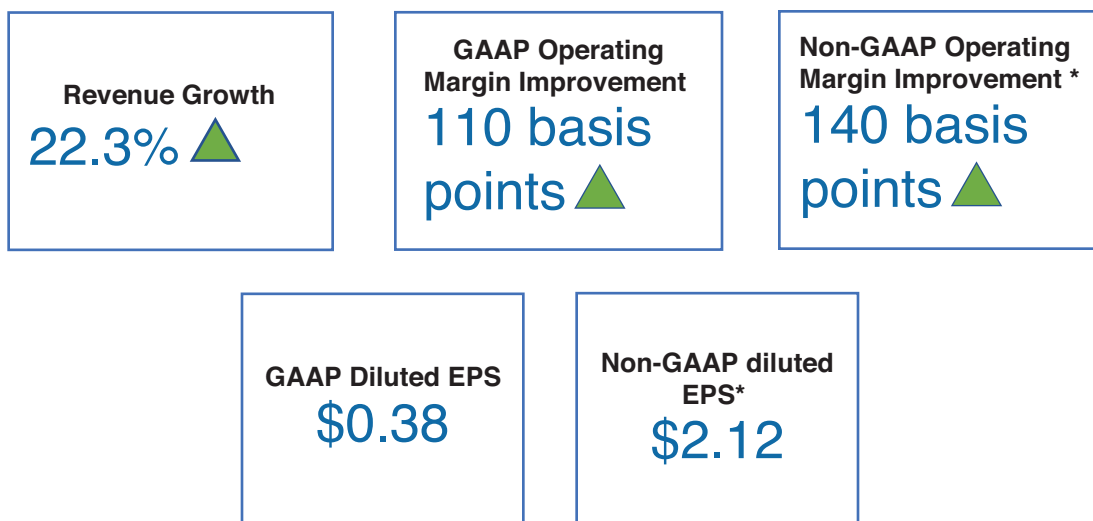 Revenue Growth
22.3%
GAAP Operating
Margin Improvement
110 basis
points
Non-GAAP Operating
Margin Improvement *
140 basis
points
GAAP Diluted EPS
$0.38
Non-GAAP diluted
EPS*
$2.12